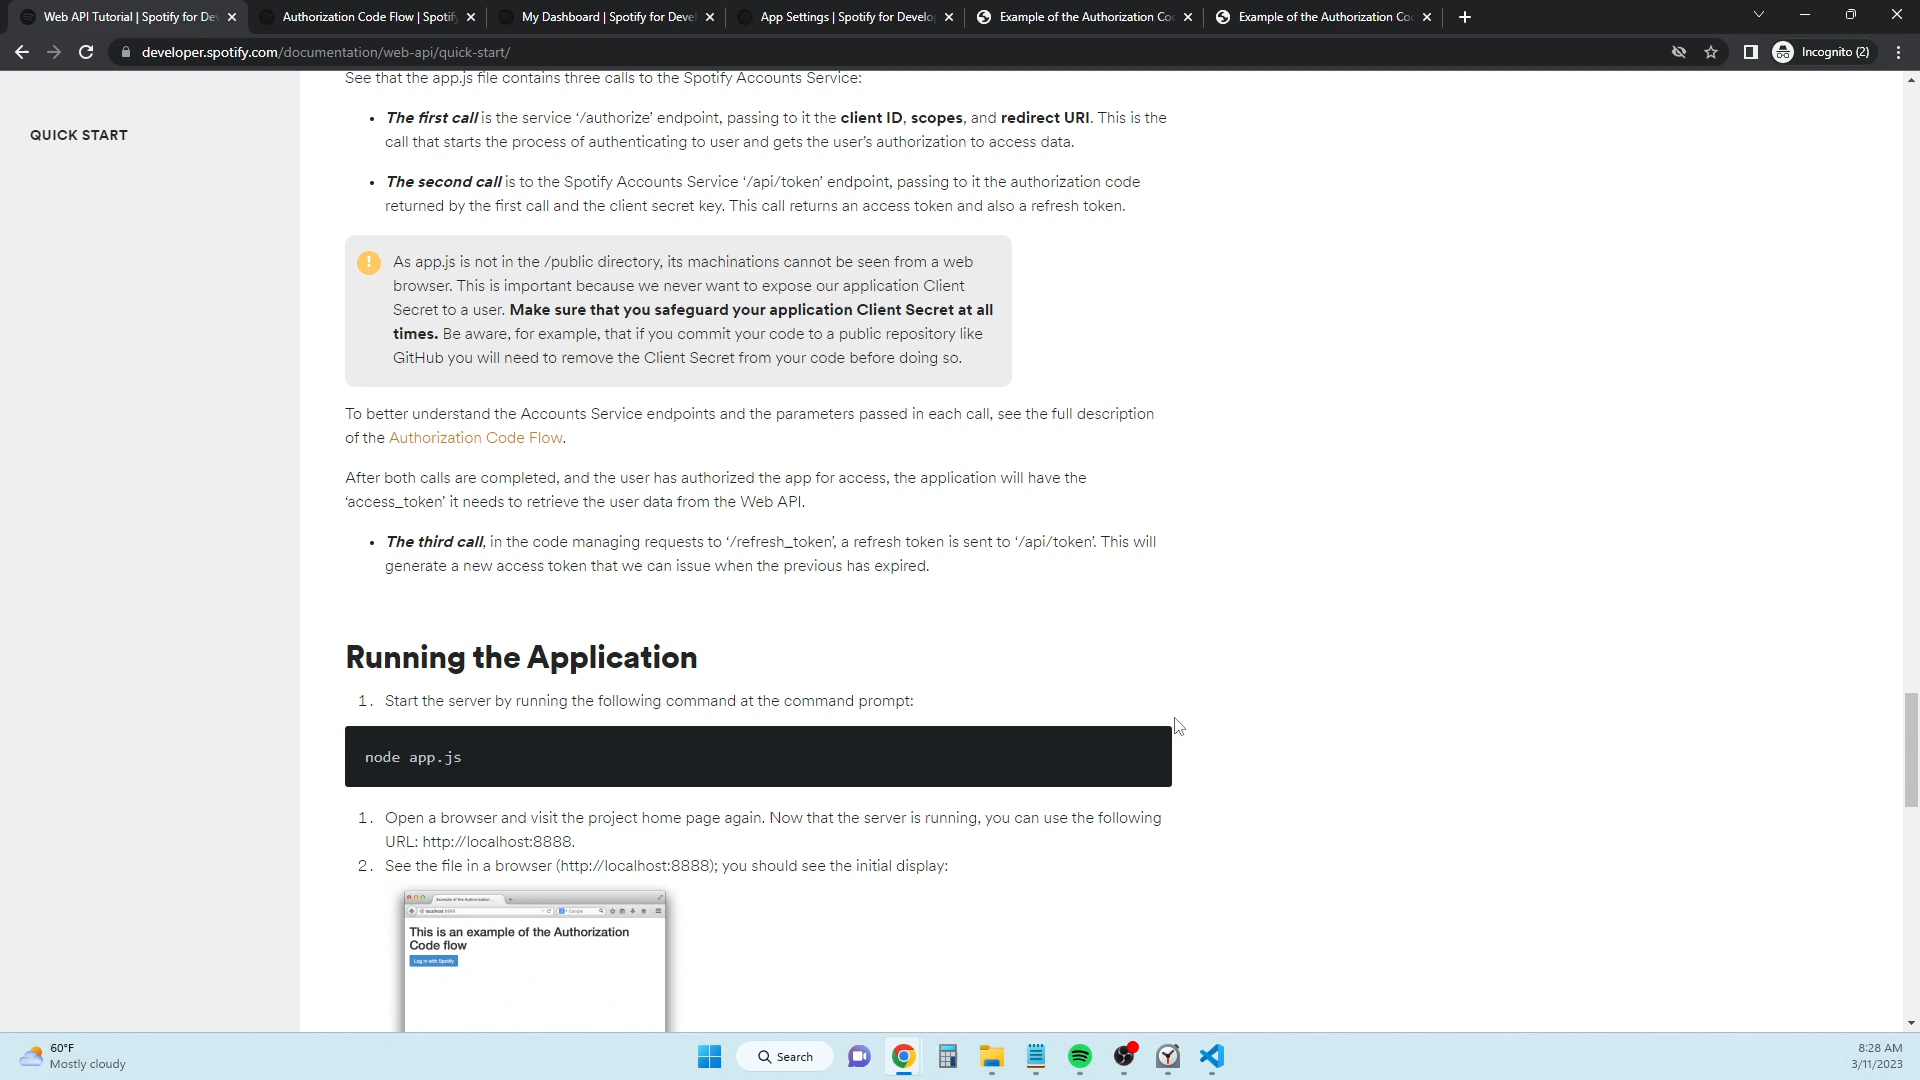 Web API Tutorial | Spotify for De
Authorization Code Flow | Spotify
My Dashboard | Spotify for Deve
App Settings | Spotify for Develo
Example of the Authorization Co
Example of the Authorization Co
developer.spotify.com/documentation/web-api/quick-start/
Incognito (2)
See that the app.js file contains three calls to the Spotify Accounts Service:
QUICK START
• The first call is the service ‘/authorize’ endpoint, passing to it the client ID, scopes, and redirect URI. This is the
call that starts the process of authenticating to user and gets the user’s authorization to access data.
• The second call is to the Spotify Accounts Service ‘/api/token’ endpoint, passing to it the authorization code
returned by the first call and the client secret key. This call returns an access token and also a refresh token.
! As app.js is not in the /public directory, its machinations cannot be seen from a web
browser. This is important because we never want to expose our application Client
Secret to a user. Make sure that you safeguard your application Client Secret at all
times. Be aware, for example, that if you commit your code to a public repository like
GitHub you will need to remove the Client Secret from your code before doing so.
To better understand the Accounts Service endpoints and the parameters passed in each call, see the full description
of the Authorization Code Flow.
After both calls are completed, and the user has authorized the app for access, the application will have the
‘access_token’ it needs to retrieve the user data from the Web API.
• The third call, in the code managing requests to ‘/refresh_token’, a refresh token is sent to ‘/api/token’. This will
generate a new access token that we can issue when the previous has expired.
Running the Application
1. Start the server by running the following command at the command prompt:
node app.js
1. Open a browser and visit the project home page again. Now that the server is running, you can use the following
URL: http://localhost:8888.
2. See the file in a browser (http://localhost:8888); you should see the initial display:
Example of the Authorization...
localhost:8888
Google
This is an example of the Authorization
Code flow
Log in with Spotify
60°F
Mostly cloudy
Search
8:28 AM
3/11/2023